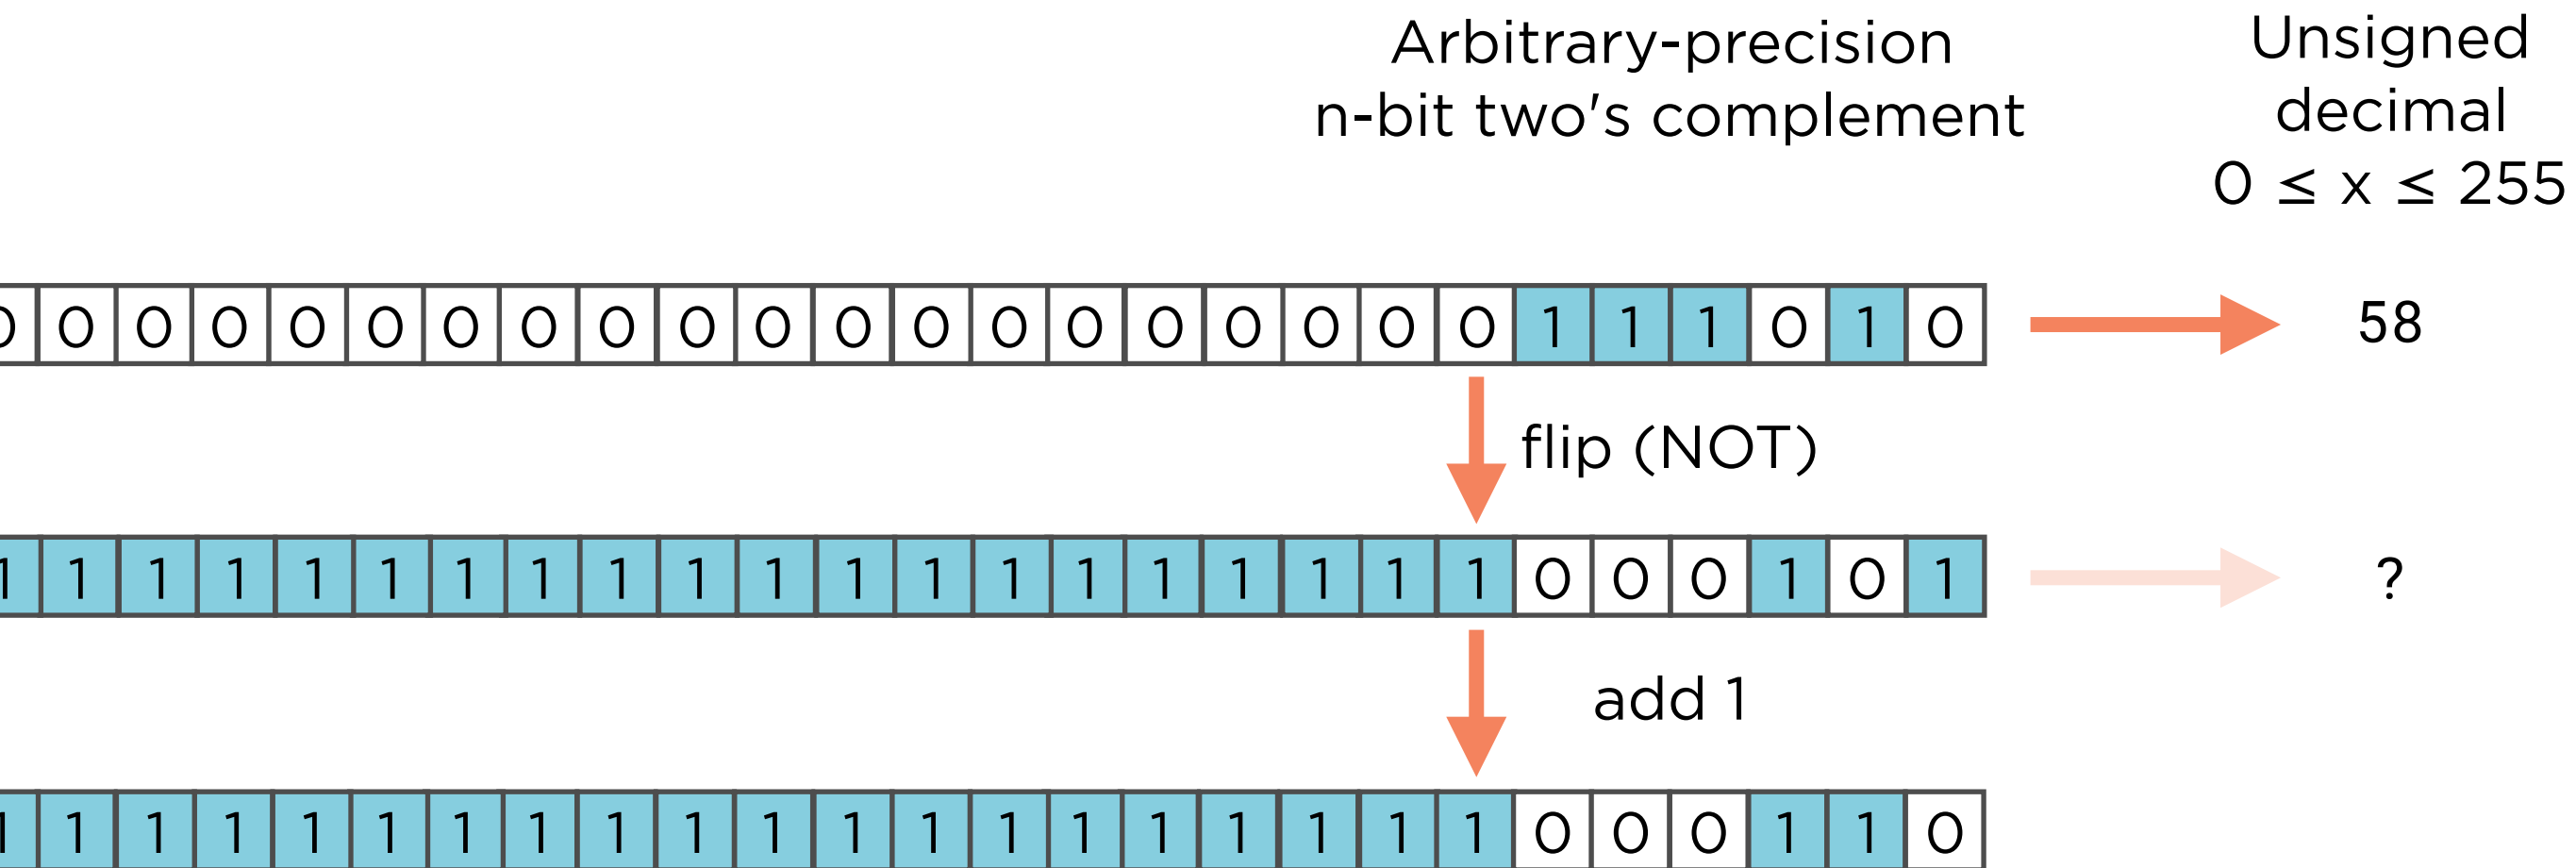 Arbitrary-precision
n-bit two's complement
Unsigned
decimal
0 ≤ x ≤ 255
0 0 0 0 0 0 0 0 0 0 0 0 0 0 0 0 0 0 0 0 1 1 1 0 1 0 58
flip (NOT)
1 1 1 1 1 1 1 1 1 1 1 1 1 1 1 1 1 1 1 1 0 0 0 1 0 1 ?
add 1
1 1 1 1 1 1 1 1 1 1 1 1 1 1 1 1 1 1 1 1 0 0 0 1 1 0